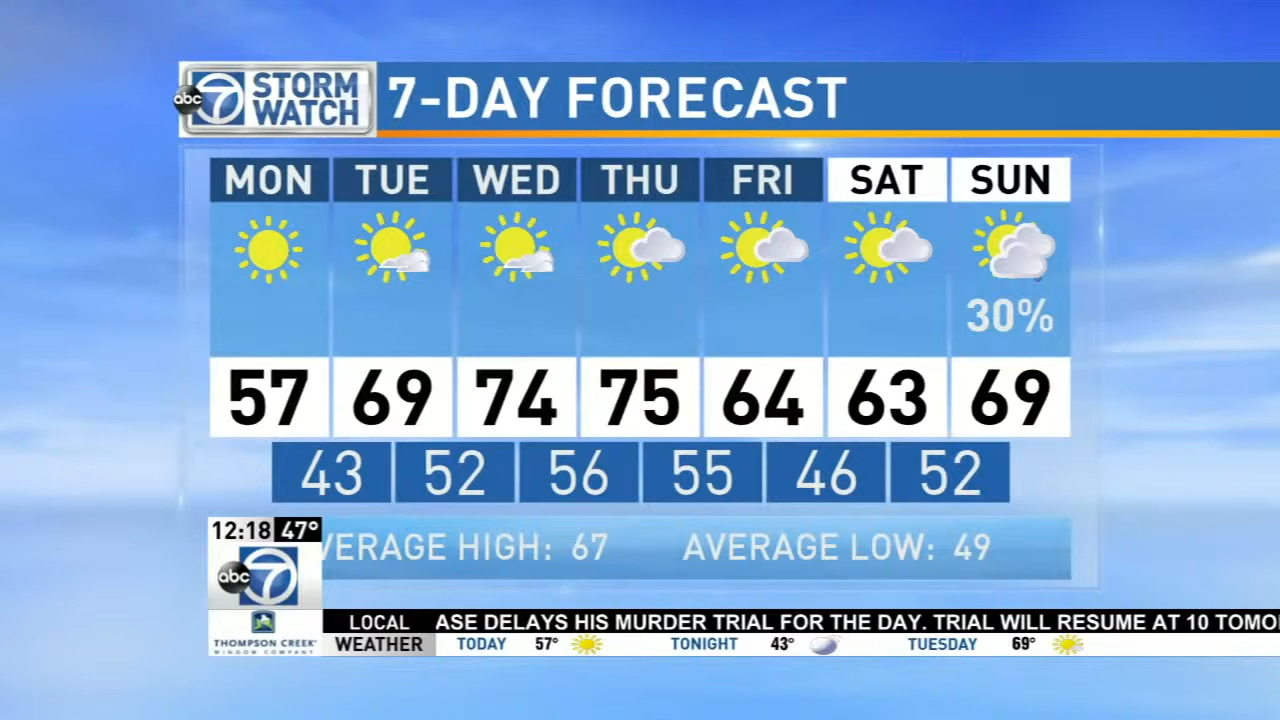 abc 7 STORM WATCH
7-DAY FORECAST
MON TUE WED THU FRI SAT SUN
30%
57 69 74 75 64 63 69
43 52 56 55 46 52
12:18 47°
VERAGE HIGH: 67 AVERAGE LOW: 49
abc 7
THOMPSON CREEK
WINDOW COMPANY
LOCAL ASE DELAYS HIS MURDER TRIAL FOR THE DAY. TRIAL WILL RESUME AT 10 TOMO
WEATHER TODAY 57° TONIGHT 43° TUESDAY 69°